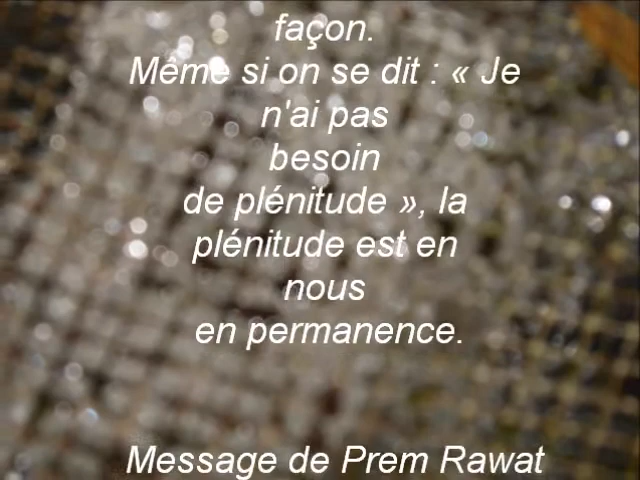 façon.
Même si on se dit : « Je
n'ai pas
besoin
de plénitude », la
plénitude est en
nous
en permanence.
Message de Prem Rawat